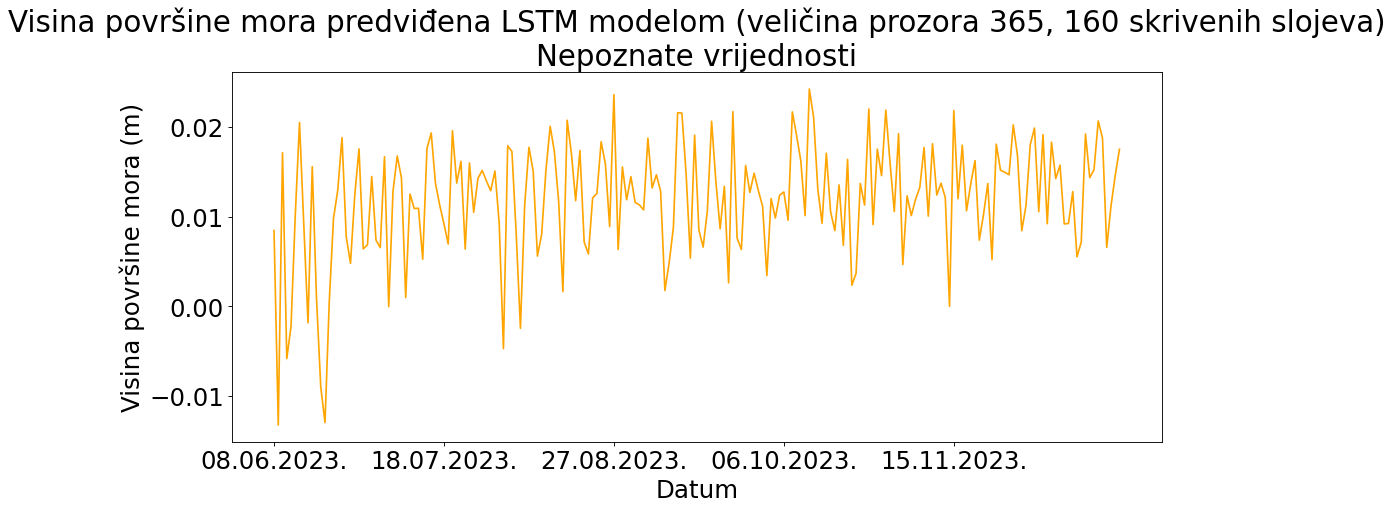 Visina površine mora predviđena LSTM modelom (veličina prozora 365, 160 skrivenih slojeva)
Nepoznate vrijednosti
Visina površine mora (m)
0.02
0.01
0.00
−0.01
08.06.2023. 18.07.2023. 27.08.2023. 06.10.2023. 15.11.2023.
Datum